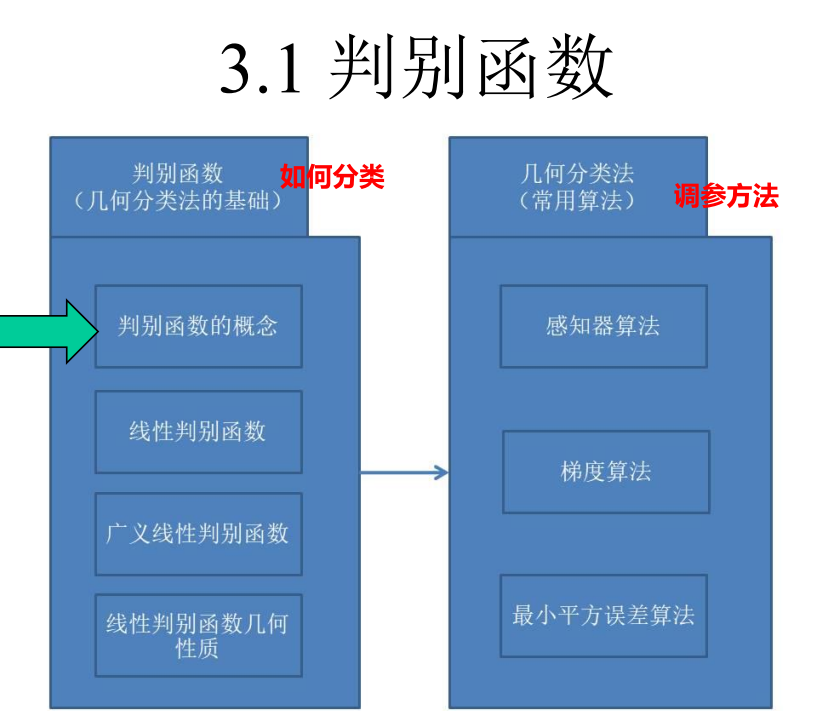 3.1 判别函数
判别函数
（几何分类法的基础）
如何分类
判别函数的概念
线性判别函数
广义线性判别函数
线性判别函数几何
性质
几何分类法
（常用算法）
调参方法
感知器算法
梯度算法
最小平方误差算法